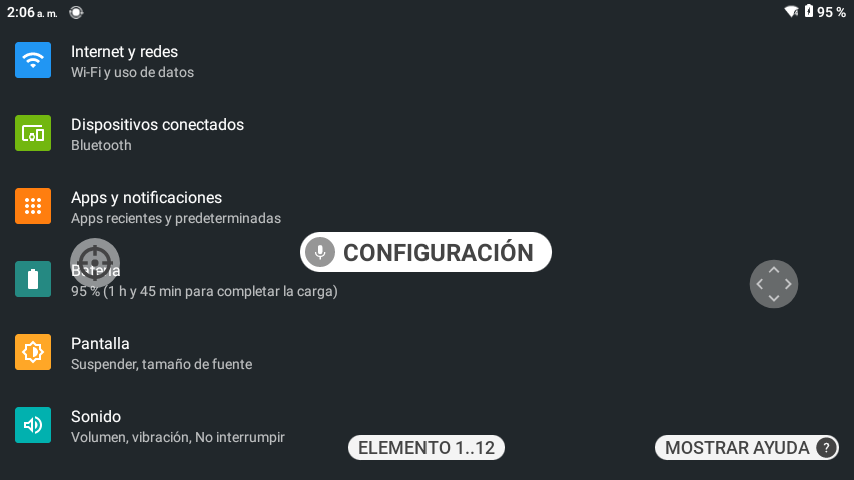 2:06 a. m.
95 %
Internet y redes
Wi-Fi y uso de datos
Dispositivos conectados
Bluetooth
Apps y notificaciones
Apps recientes y predeterminadas
CONFIGURACIÓN
Batería
95 % (1 h y 45 min para completar la carga)
Pantalla
Suspender, tamaño de fuente
Sonido
Volumen, vibración, No interrumpir
ELEMENTO 1..12
MOSTRAR AYUDA ?